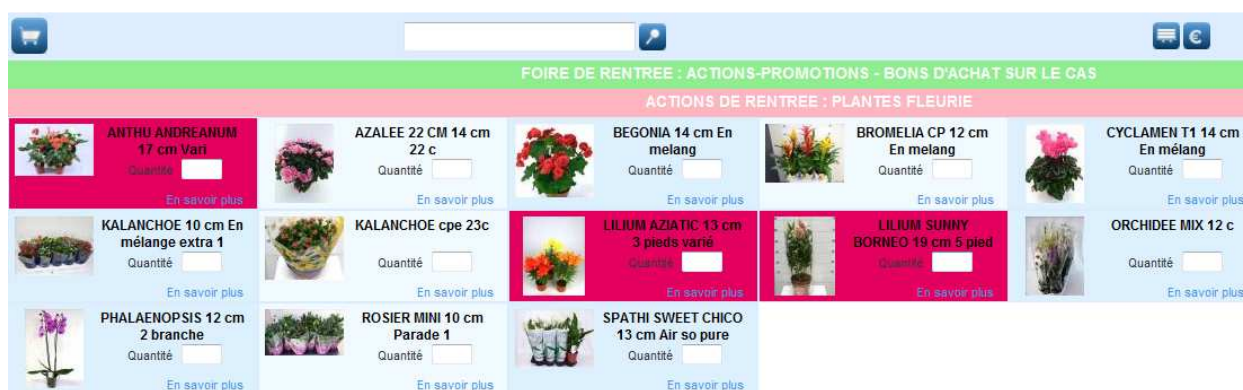 €
FOIRE DE RENTREE : ACTIONS-PROMOTIONS - BONS D'ACHAT SUR LE CAS
ACTIONS DE RENTREE : PLANTES FLEURIE
ANTHU ANDREANUM
17 cm Vari
Quantité
En savoir plus
AZALEE 22 CM 14 cm
22 c
Quantité
En savoir plus
BEGONIA 14 cm En
melang
Quantité
En savoir plus
BROMELIA CP 12 cm
En melang
Quantité
En savoir plus
CYCLAMEN T1 14 cm
En mélang
Quantité
En savoir plus
KALANCHOE 10 cm En
mélange extra 1
Quantité
En savoir plus
KALANCHOE cpe 23c
Quantité
En savoir plus
LILIUM AZIATIC 13 cm
3 pieds varié
Quantité
En savoir plus
LILIUM SUNNY
BORNEO 19 cm 5 pied
Quantité
En savoir plus
ORCHIDEE MIX 12 c
Quantité
En savoir plus
PHALAENOPSIS 12 cm
2 branche
Quantité
En savoir plus
ROSIER MINI 10 cm
Parade 1
Quantité
En savoir plus
SPATHI SWEET CHICO
13 cm Air so pure
Quantité
En savoir plus